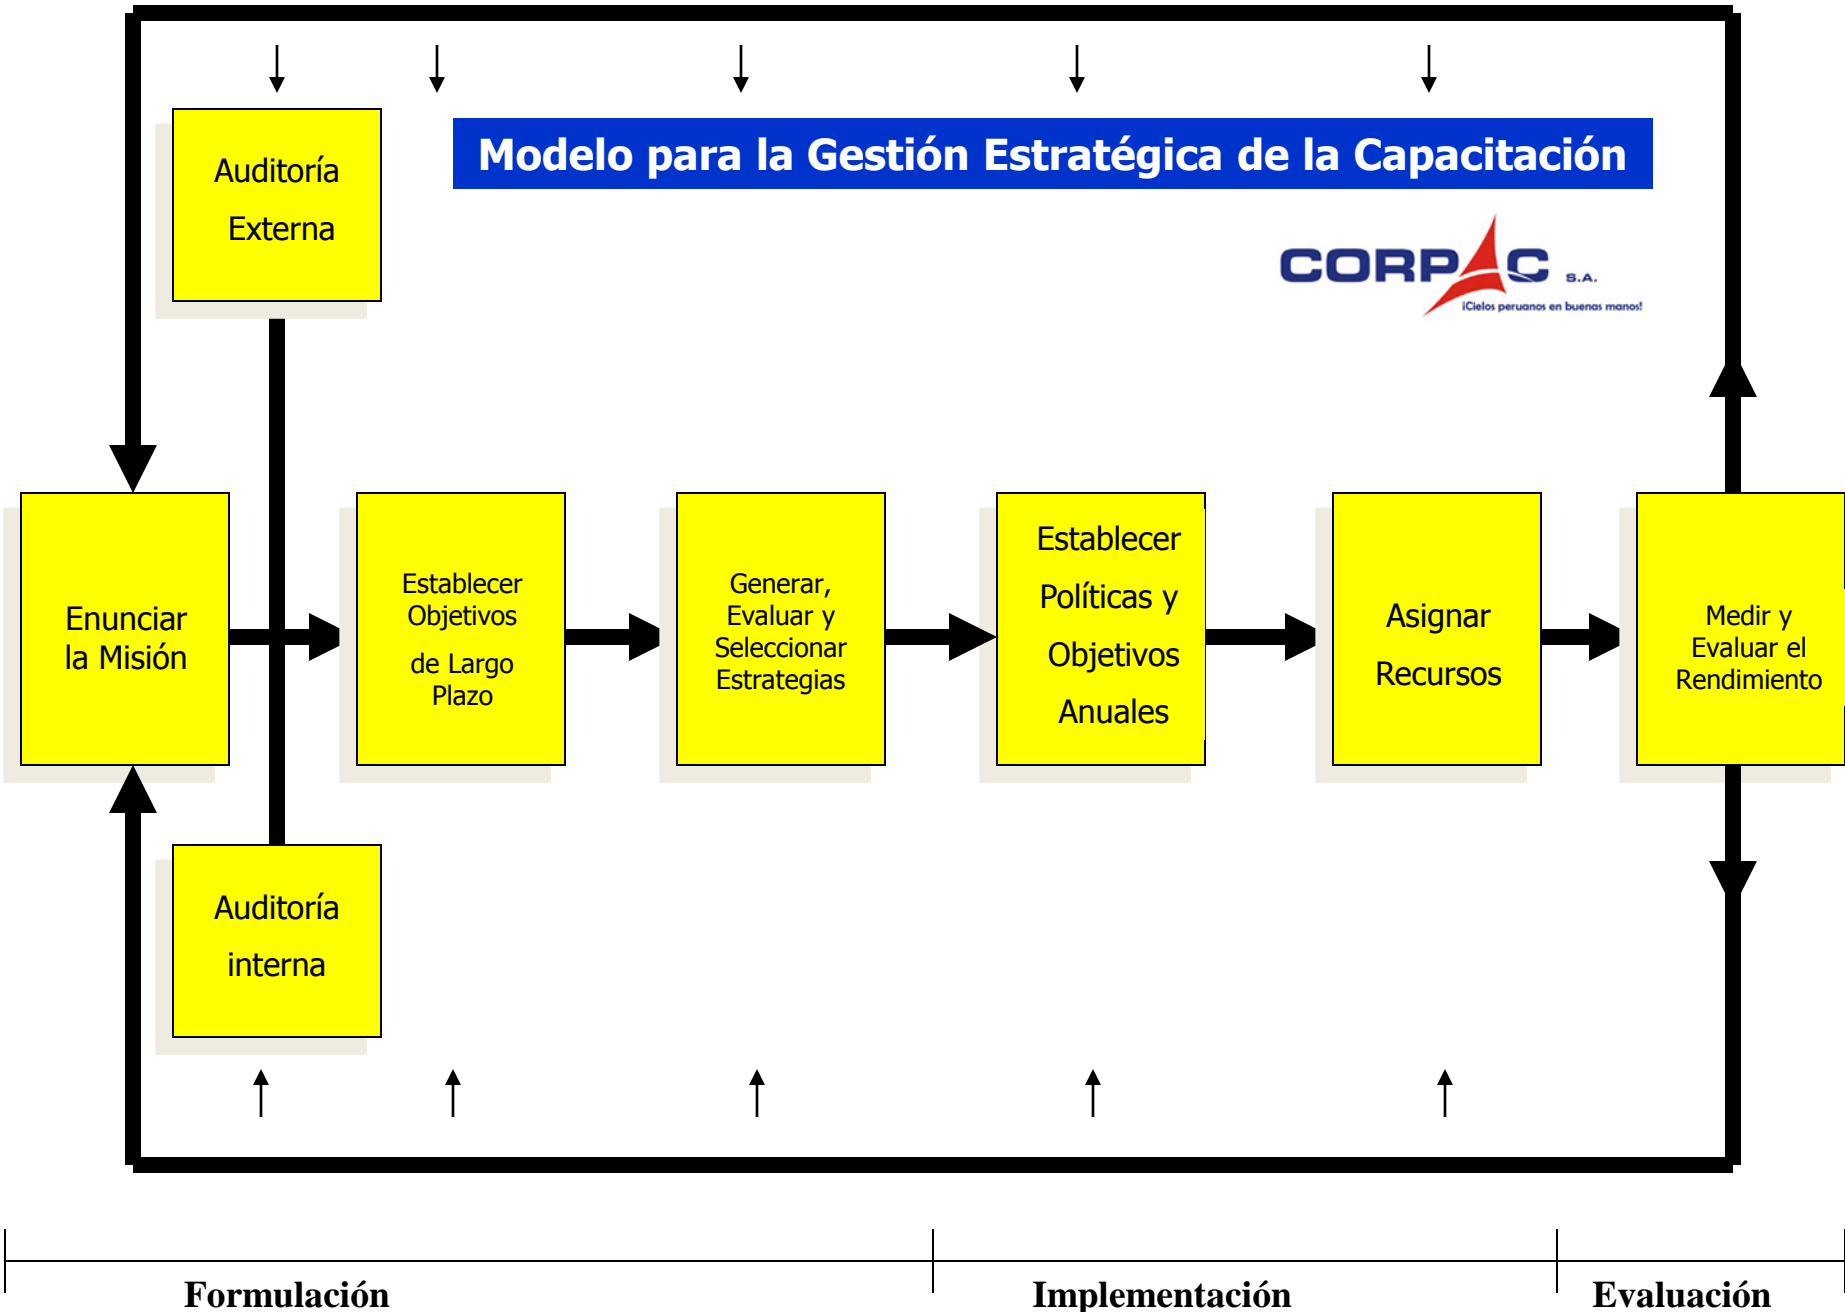 Modelo para la Gestión Estratégica de la Capacitación
Auditoría
Externa
CORPAC S.A.
¡Cielos peruanos en buenas manos!
Enunciar
la Misión
Establecer
Objetivos
de Largo
Plazo
Generar,
Evaluar y
Seleccionar
Estrategias
Establecer
Políticas y
Objetivos
Anuales
Asignar
Recursos
Medir y
Evaluar el
Rendimiento
Auditoría
interna
Formulación
Implementación
Evaluación